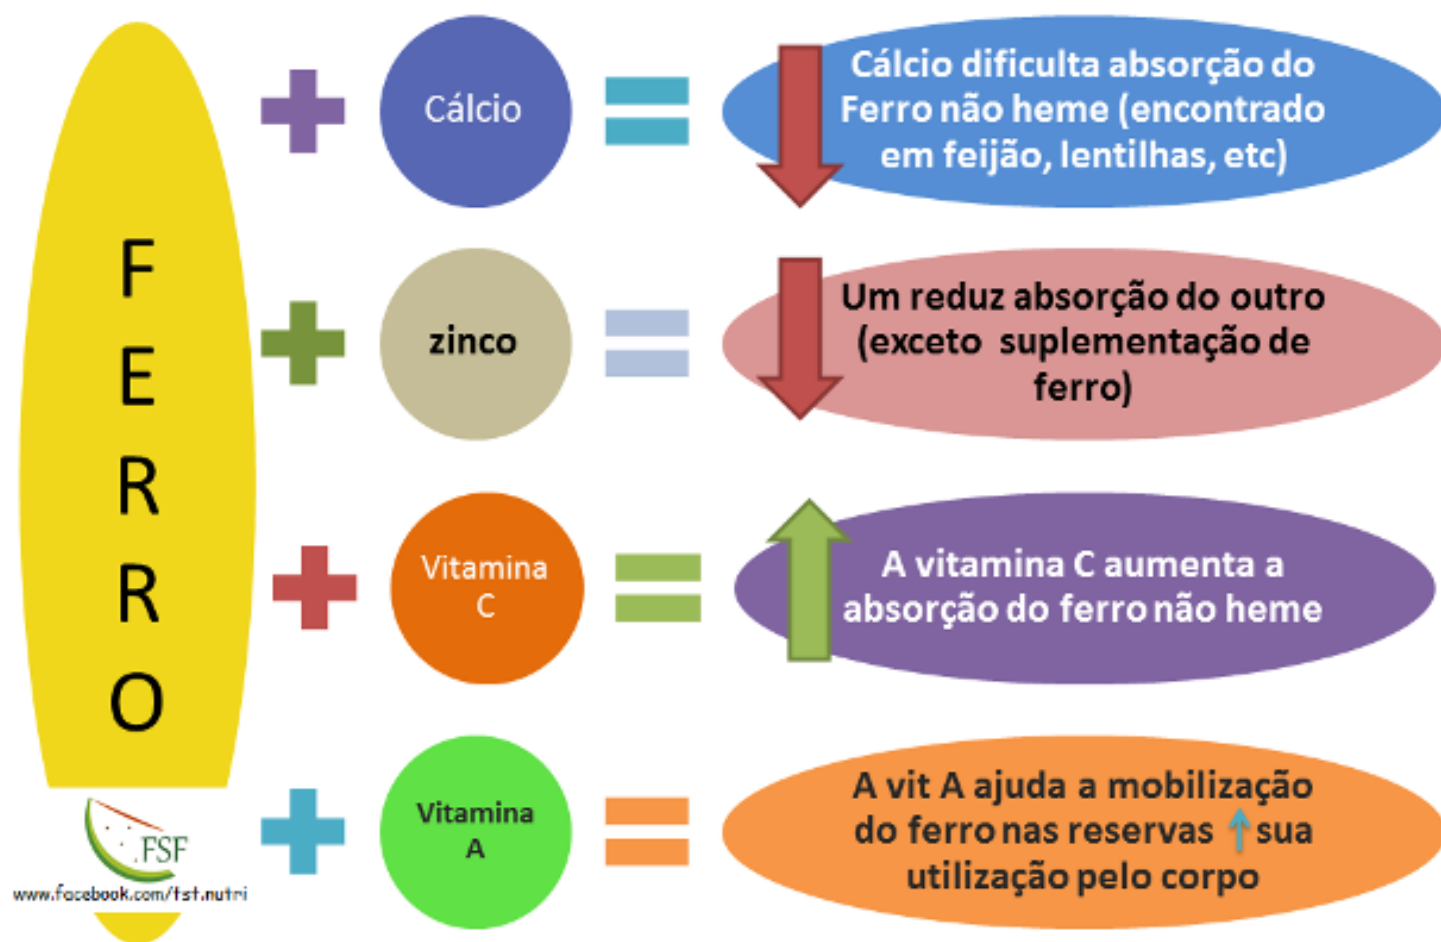 F
E
R
R
O
Cálcio
Cálcio dificulta absorção do
Ferro não heme (encontrado
em feijão, lentilhas, etc)
zinco
Um reduz absorção do outro
(exceto suplementação de
ferro)
Vitamina
C
A vitamina C aumenta a
absorção do ferro não heme
Vitamina
A
A vit A ajuda a mobilização
do ferro nas reservas ↑ sua
utilização pelo corpo
FSF
www.facebook.com/fst.nutri